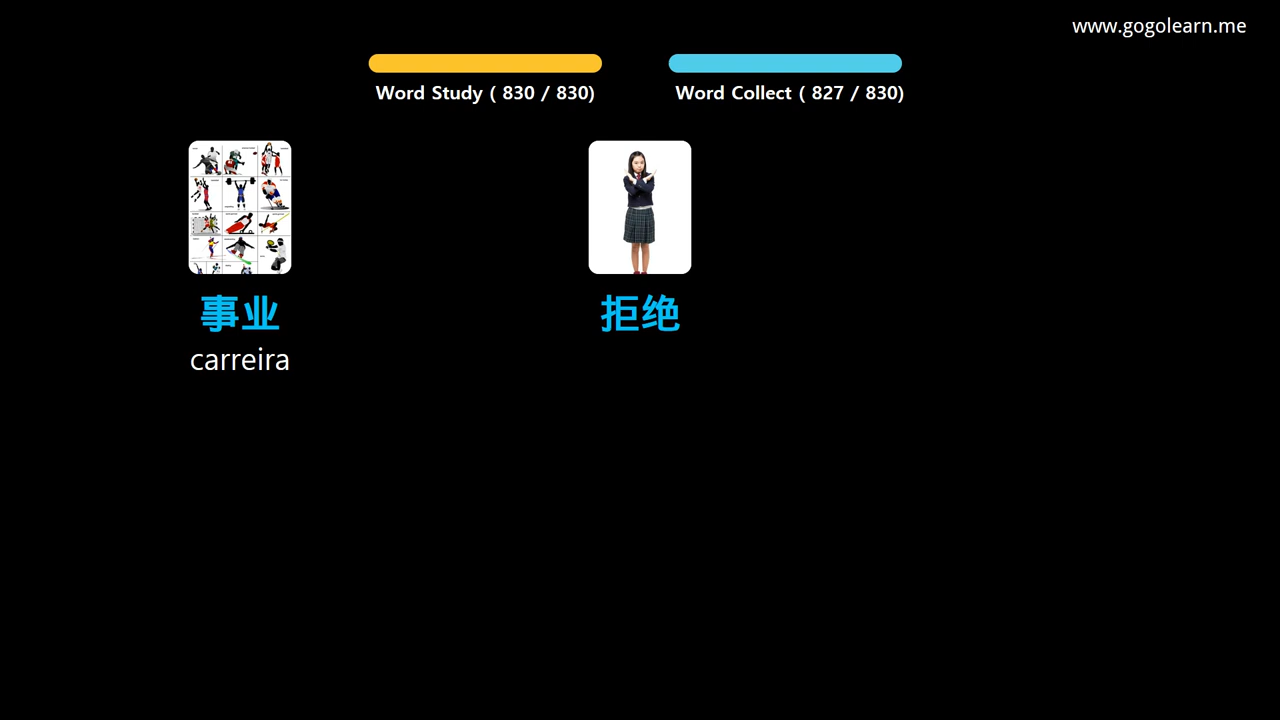 www.gogolearn.me
Word Study ( 830 / 830)
Word Collect ( 827 / 830)
事业
carreira
拒绝